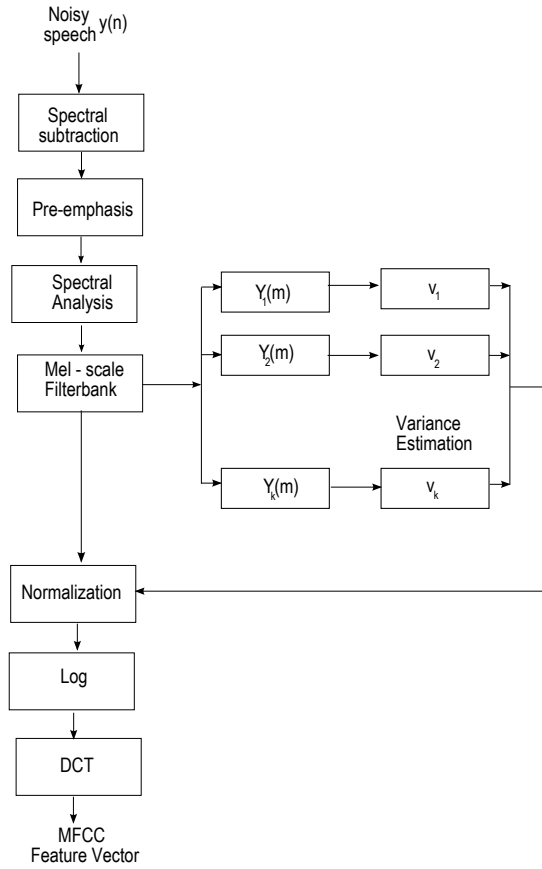 Noisy
speech y(n)
Spectral
subtraction
Pre-emphasis
Spectral
Analysis
Mel - scale
Filterbank
Y1(m)
v1
Y2(m)
v2
Variance
Estimation
Yk(m)
vk
Normalization
Log
DCT
MFCC
Feature Vector